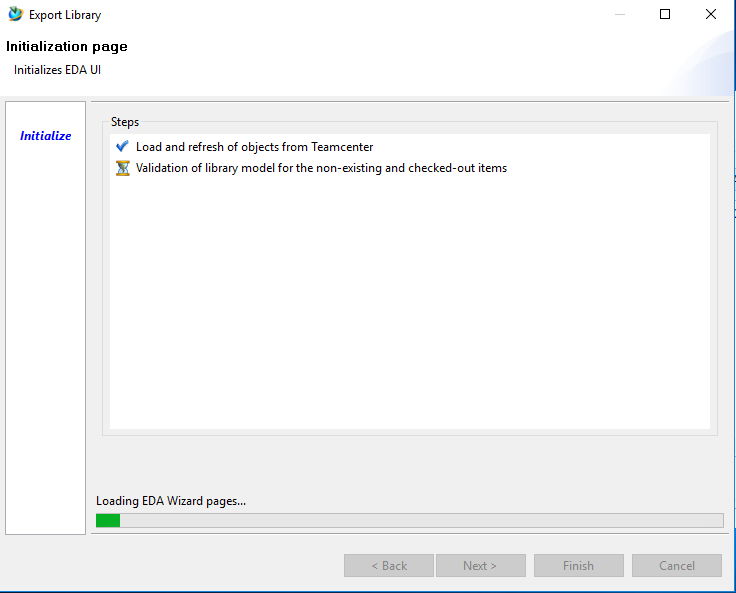 Export Library
Initialization page
Initializes EDA UI
Initialize
Steps
Load and refresh of objects from Teamcenter
Validation of library model for the non-existing and checked-out items
Loading EDA Wizard pages...
< Back
Next >
Finish
Cancel